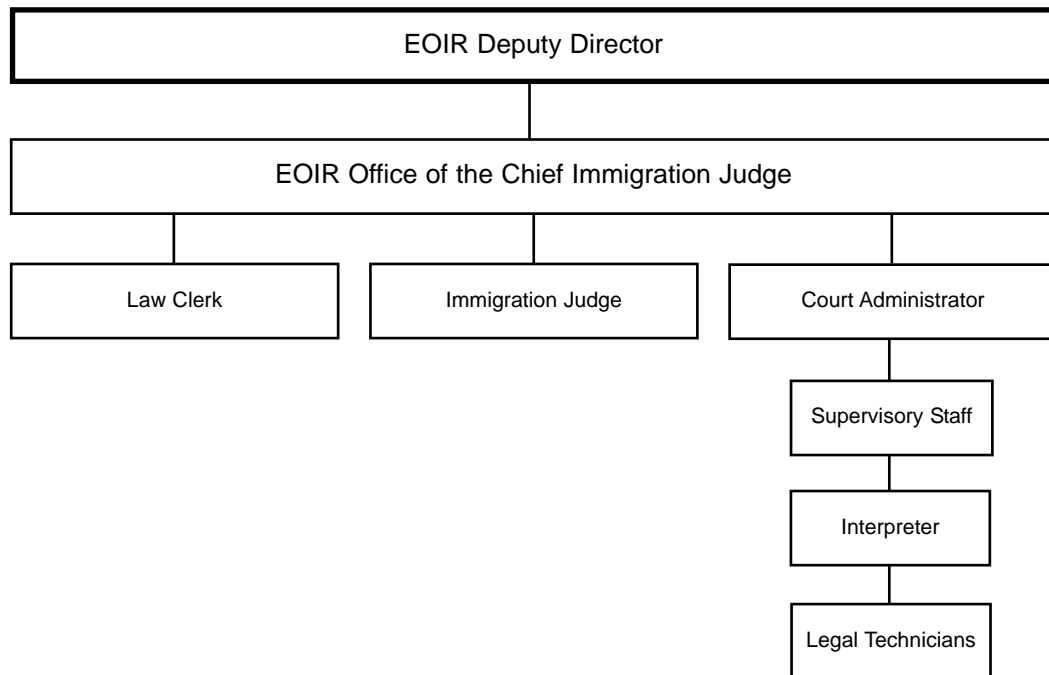 EOIR Deputy Director
EOIR Office of the Chief Immigration Judge
Law Clerk
Immigration Judge
Court Administrator
Supervisory Staff
Interpreter
Legal Technicians